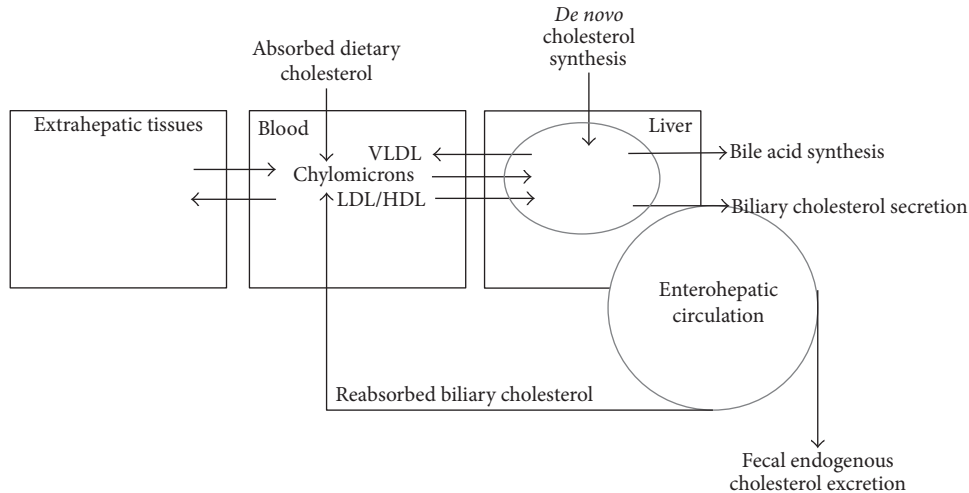 De novo
cholesterol
synthesis
Absorbed dietary
cholesterol
Extrahepatic tissues
Blood
Liver
VLDL
Chylomicrons
LDL/HDL
Bile acid synthesis
Biliary cholesterol secretion
Enterohepatic
circulation
Reabsorbed biliary cholesterol
Fecal endogenous
cholesterol excretion